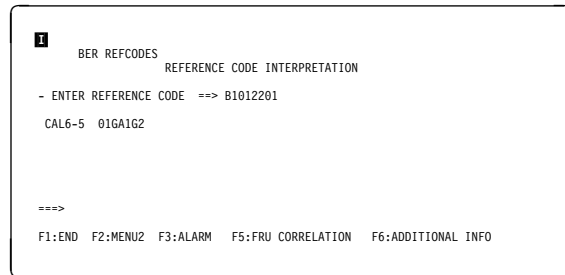 I
BER REFCODES
REFERENCE CODE INTERPRETATION
- ENTER REFERENCE CODE ==> B1012201
CAL6-5 01GA1G2
===>
F1:END F2:MENU2 F3:ALARM F5:FRU CORRELATION F6:ADDITIONAL INFO